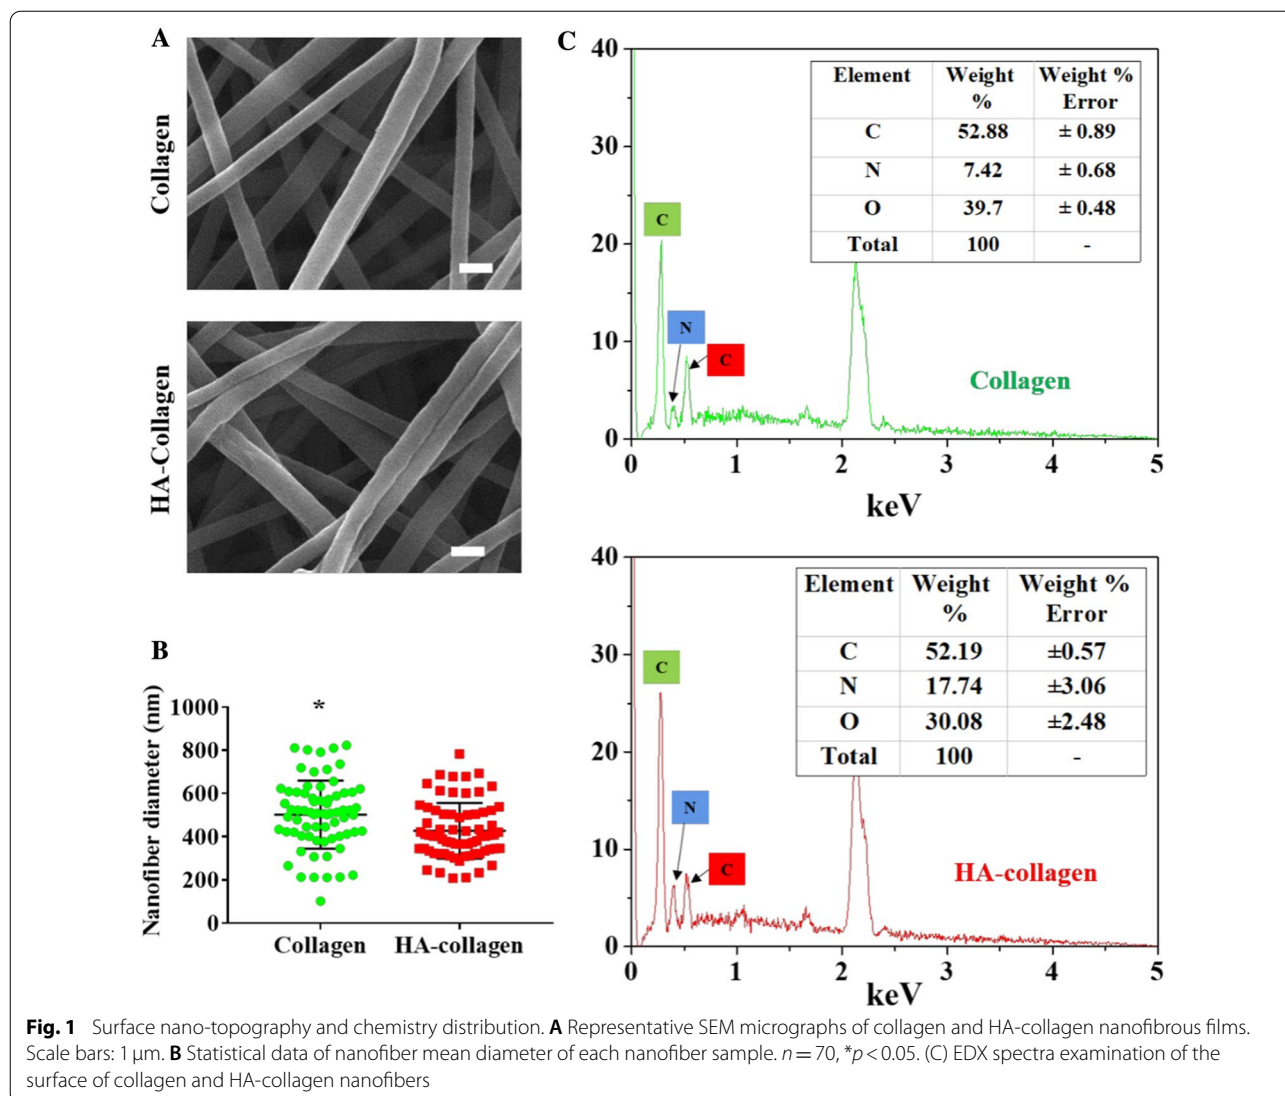 A
Collagen
HA-Collagen
B
Nanofiber diameter (nm)
1000
800
600
400
200
0
*
Collagen
HA-collagen
C
40
30
20
10
0
0 1 2 3 4 5
keV
C
N
C
Collagen
Element Weight % Weight % Error
C 52.88 ± 0.89
N 7.42 ± 0.68
O 39.7 ± 0.48
Total 100 -
40
30
20
10
0
0 1 2 3 4 5
keV
C
N
C
HA-collagen
Element Weight % Weight % Error
C 52.19 ±0.57
N 17.74 ±3.06
O 30.08 ±2.48
Total 100 -
Fig. 1 Surface nano-topography and chemistry distribution. A Representative SEM micrographs of collagen and HA-collagen nanofibrous films.
Scale bars: 1 μm. B Statistical data of nanofiber mean diameter of each nanofiber sample. n = 70, *p < 0.05. (C) EDX spectra examination of the
surface of collagen and HA-collagen nanofibers